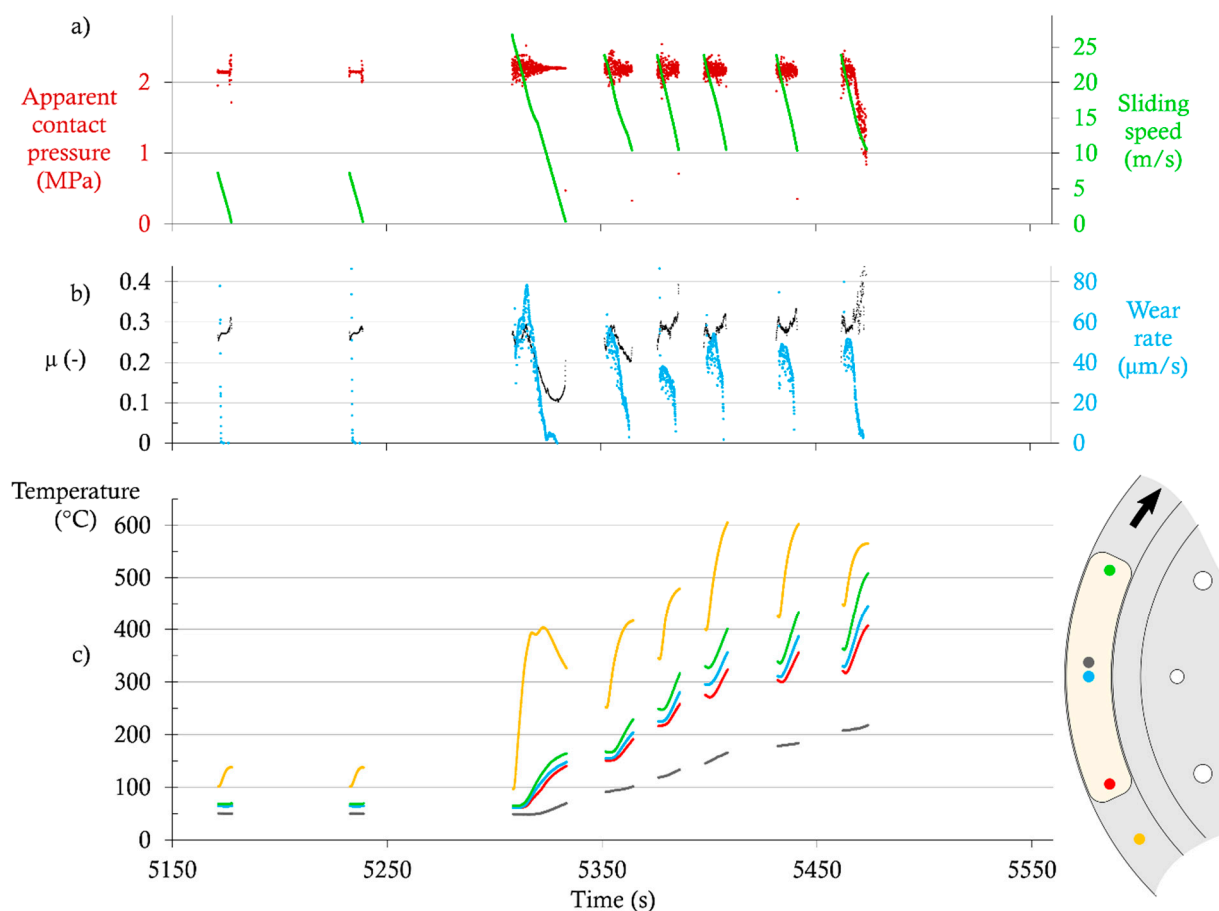 a)
Apparent
contact
pressure
(MPa)
2
1
0
25
20
15
10
5
0
Sliding
speed
(m/s)
b)
μ (-)
0.4
0.3
0.2
0.1
0
80
60
40
20
0
Wear
rate
(μm/s)
Temperature
(°C)
c)
600
500
400
300
200
100
0
5150
5250
5350
5450
5550
Time (s)